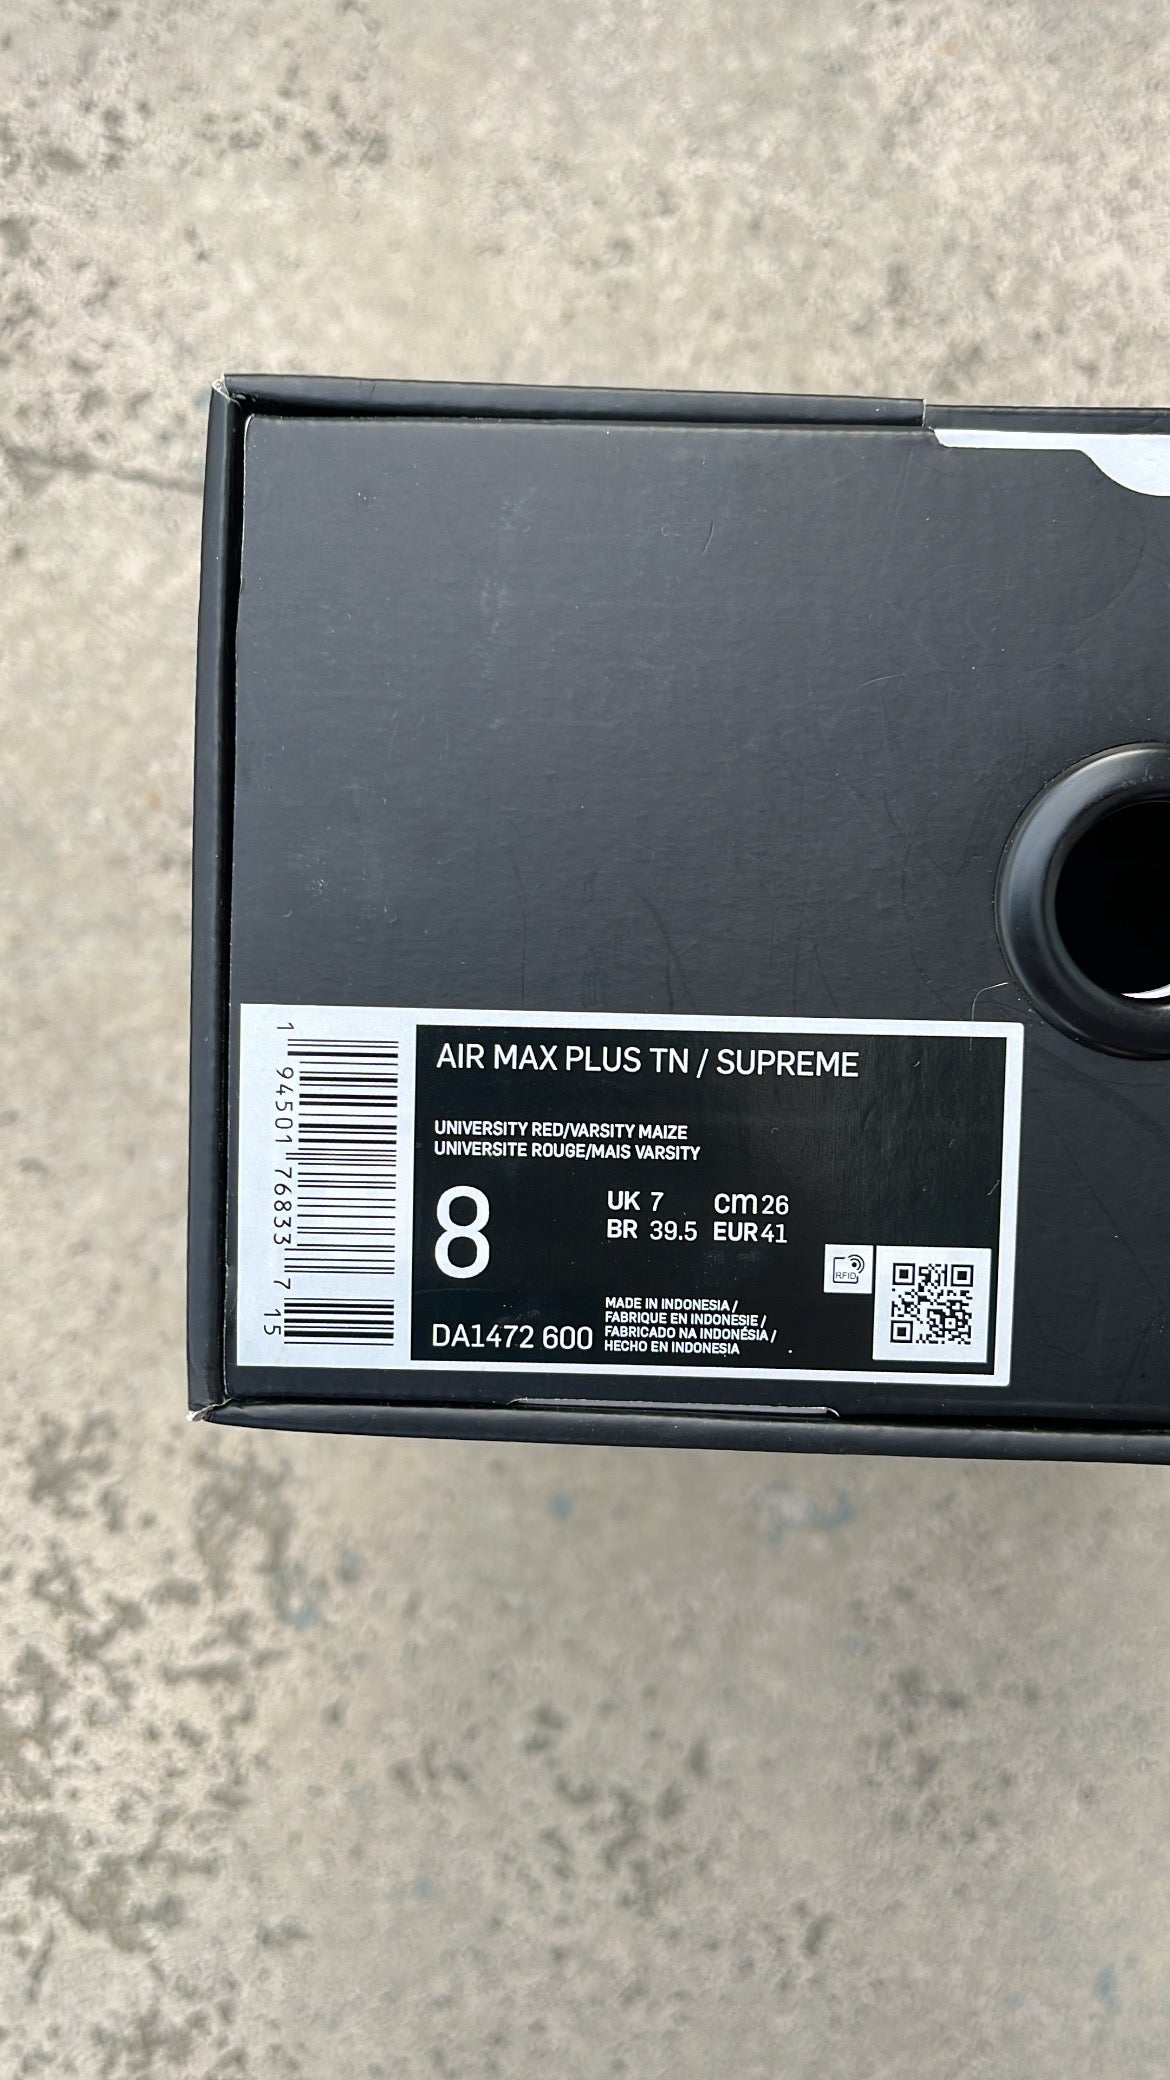 AIR MAX PLUS TN / SUPREME
UNIVERSITY RED/VARSITY MAIZE
UNIVERSITE ROUGE/MAIS VARSITY
8
UK 7 cm 26
BR 39.5 EUR 41
RFID
DA1472 600
MADE IN INDONESIA /
FABRIQUE EN INDONESIE /
FABRICADO NA INDONÉSIA /
HECHO EN INDONESIA
1 94501 76833 7 15